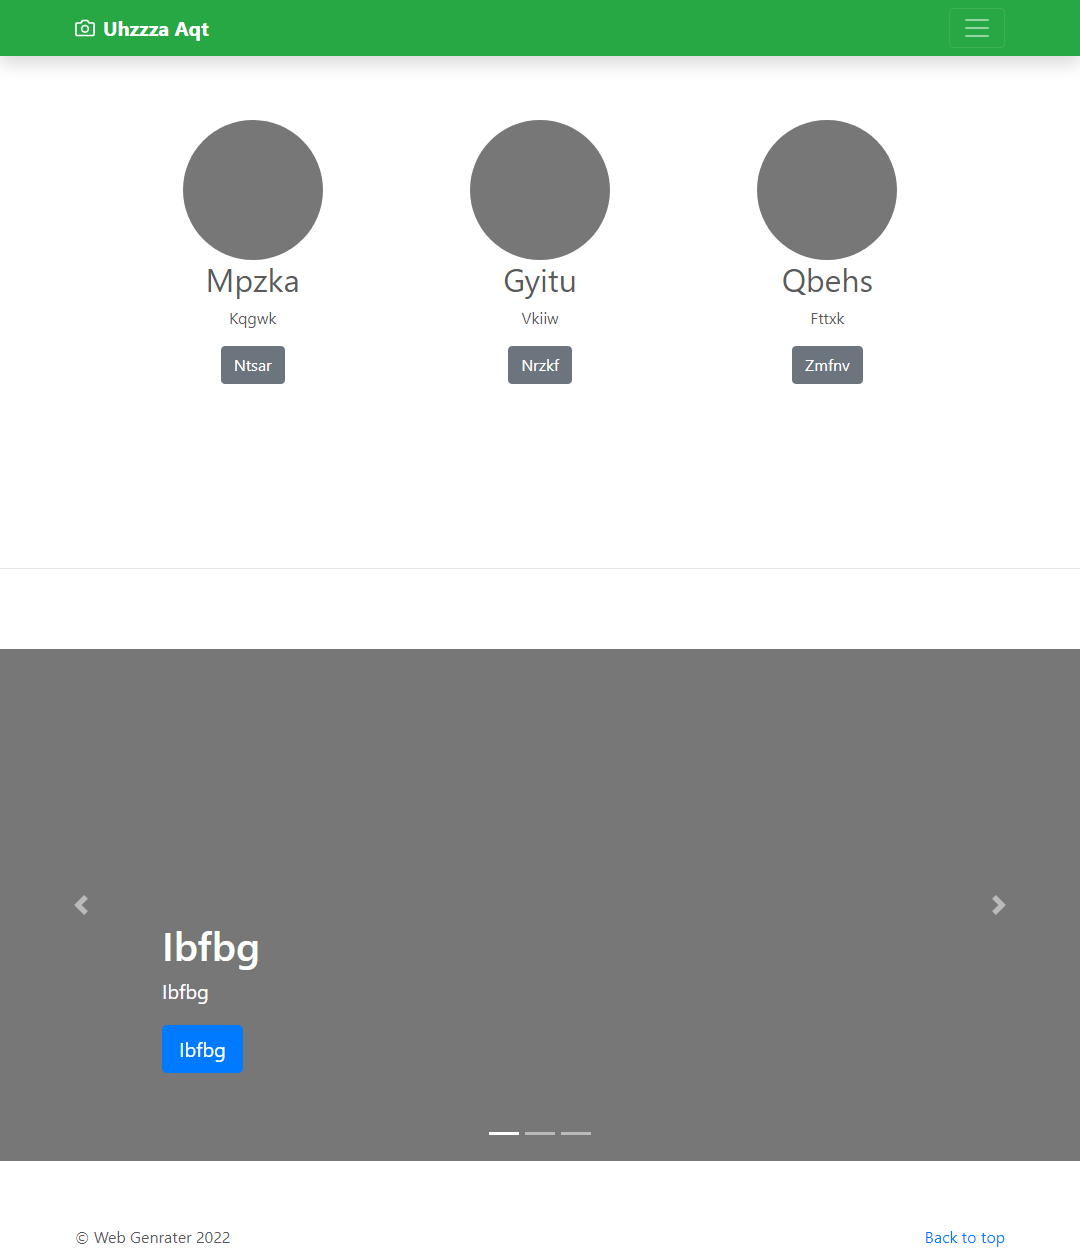 Uhzzza Aqt
Mpzka
Gyitu
Qbehs
Kqgwk
Vkiiw
Fttxk
Ntsar
Nrzkf
Zmfnv
Ibfbg
Ibfbg
Ibfbg
© Web Genrater 2022
Back to top